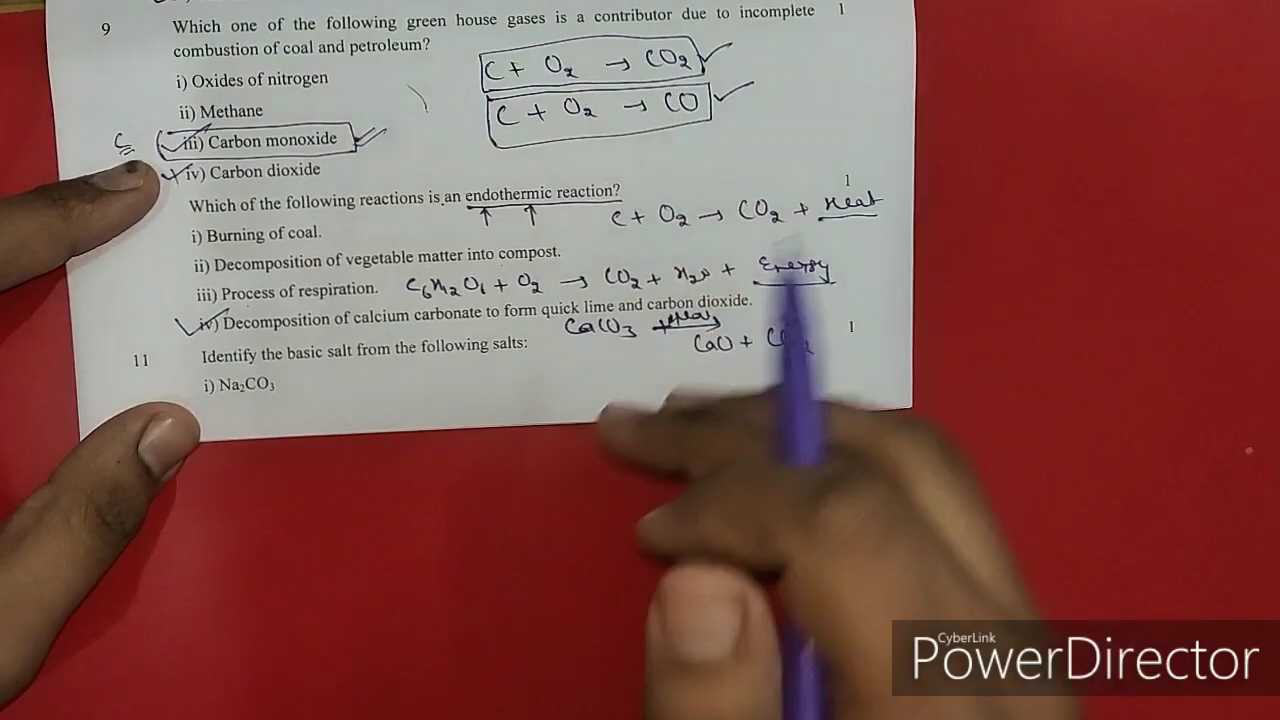 9 Which one of the following green house gases is a contributor due to incomplete 1
combustion of coal and petroleum?
i) Oxides of nitrogen
C + O₂ → CO₂
ii) Methane
C + O₂ → CO
iii) Carbon monoxide
iv) Carbon dioxide
Which of the following reactions is an endothermic reaction? 1
C + O₂ → CO₂ + Heat
i) Burning of coal.
ii) Decomposition of vegetable matter into compost.
iii) Process of respiration.
C₆H₁₂O₆ + O₂ → CO₂ + H₂O + Energy
iv) Decomposition of calcium carbonate to form quick lime and carbon dioxide.
CaCO₃ +Heat
CaO +
11 Identify the basic salt from the following salts: 1
i) Na₂CO₃
CyberLink
PowerDirector